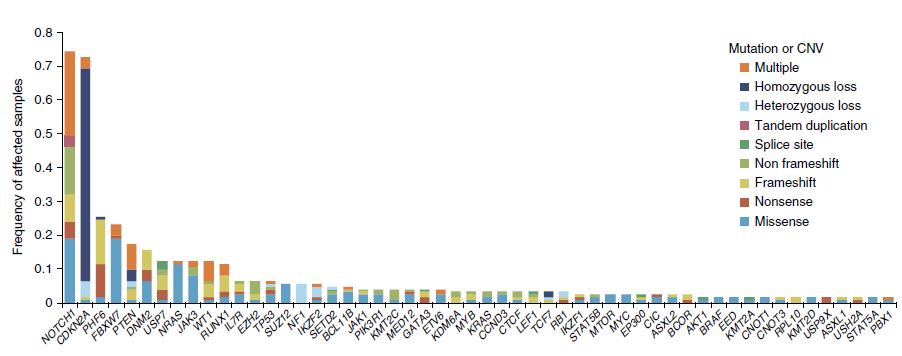 Frequency of affected samples
0.8
0.7
0.6
0.5
0.4
0.3
0.2
0.1
0
Mutation or CNV
Multiple
Homozygous loss
Heterozygous loss
Tandem duplication
Splice site
Non frameshift
Frameshift
Nonsense
Missense
NOTCH1
CDKN2A
PHF6
FBXW7
PTEN
DNM2
USP7
NRAS
JAK3
WT1
RUNX1
IL7R
EZH2
TP53
SUZ12
NF1
IKZF2
SETD2
BCL11B
JAK1
PIK3R1
KMT2C
MED12
GATA3
ETV6
KDM6A
MYB
KRAS
CCND3
CTCF
LEF1
TCF7
RB1
IKZF1
STAT5B
MTOR
MYC
EP300
CIC
ASXL2
BCOR
AKT1
BRAF
EED
KMT2A
CNOT1
CNOT3
RPL10
KMT2D
USP9X
ASXL1
USH2A
STAT5A
PBX1